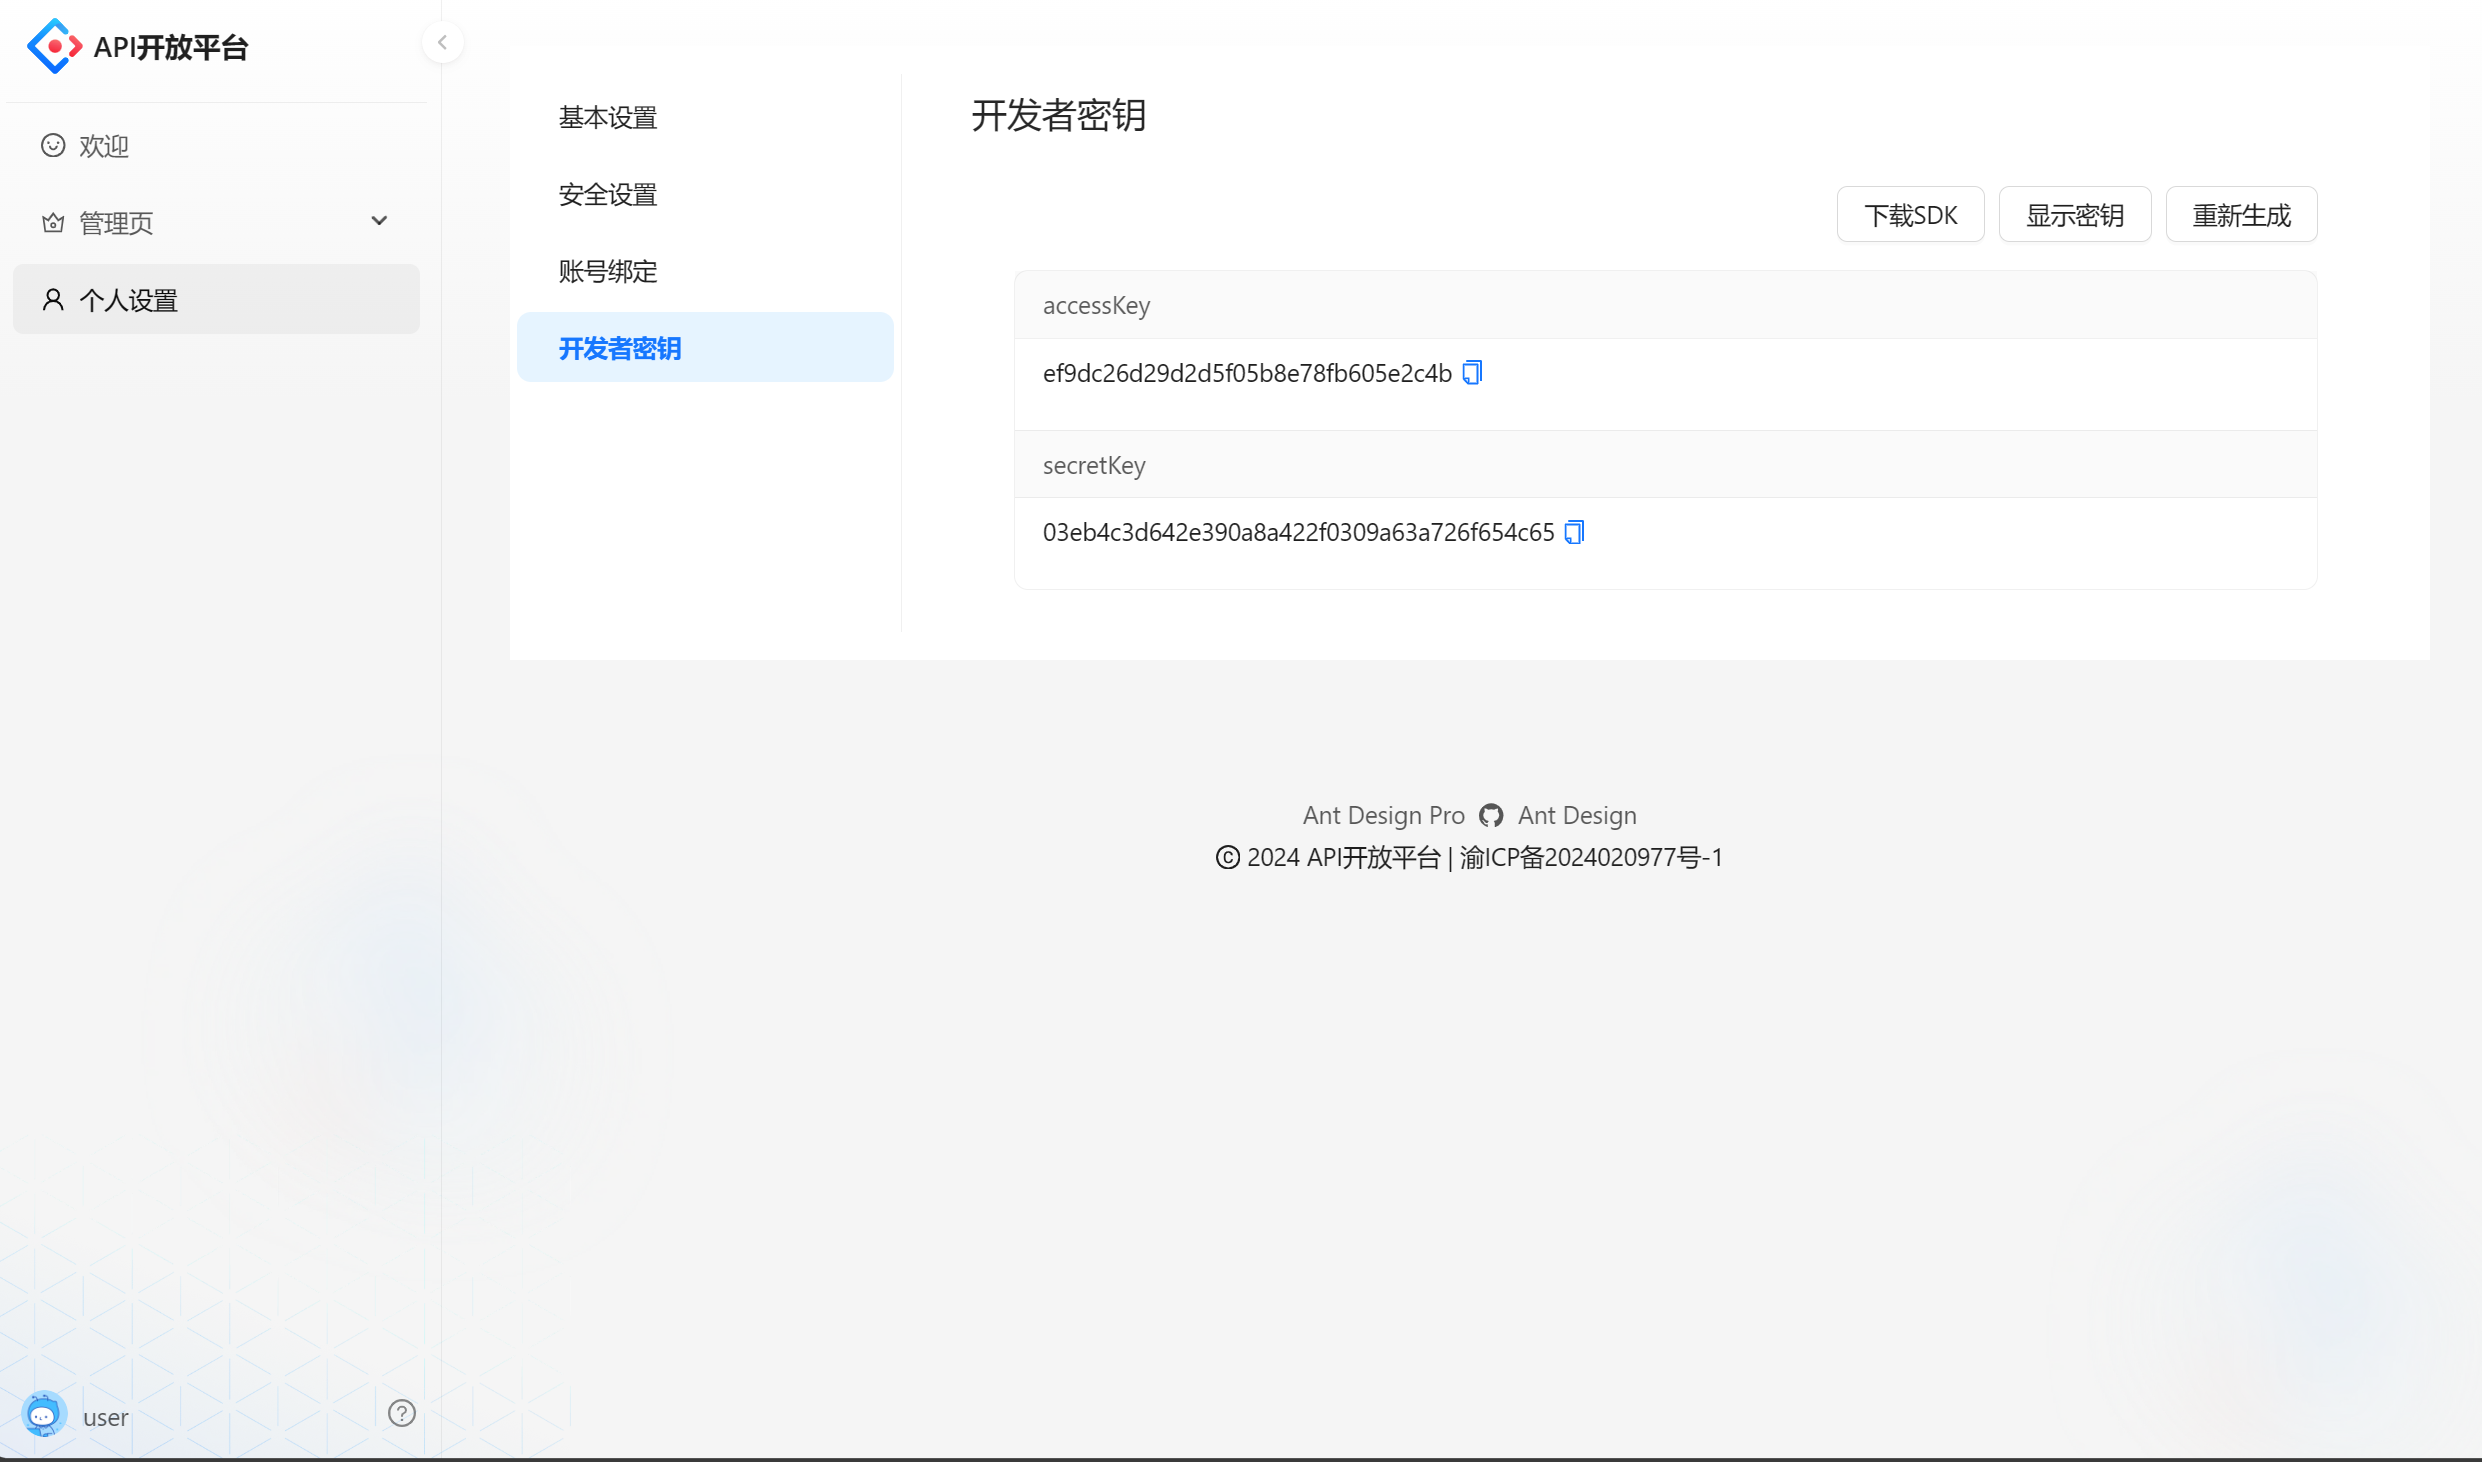 API开放平台
欢迎
管理页
个人设置
基本设置
安全设置
账号绑定
开发者密钥
开发者密钥
下载SDK
显示密钥
重新生成
accessKey
ef9dc26d29d2d5f05b8e78fb605e2c4b
secretKey
03eb4c3d642e390a8a422f0309a63a726f654c65
Ant Design Pro Ant Design
© 2024 API开放平台 | 渝ICP备2024020977号-1
user